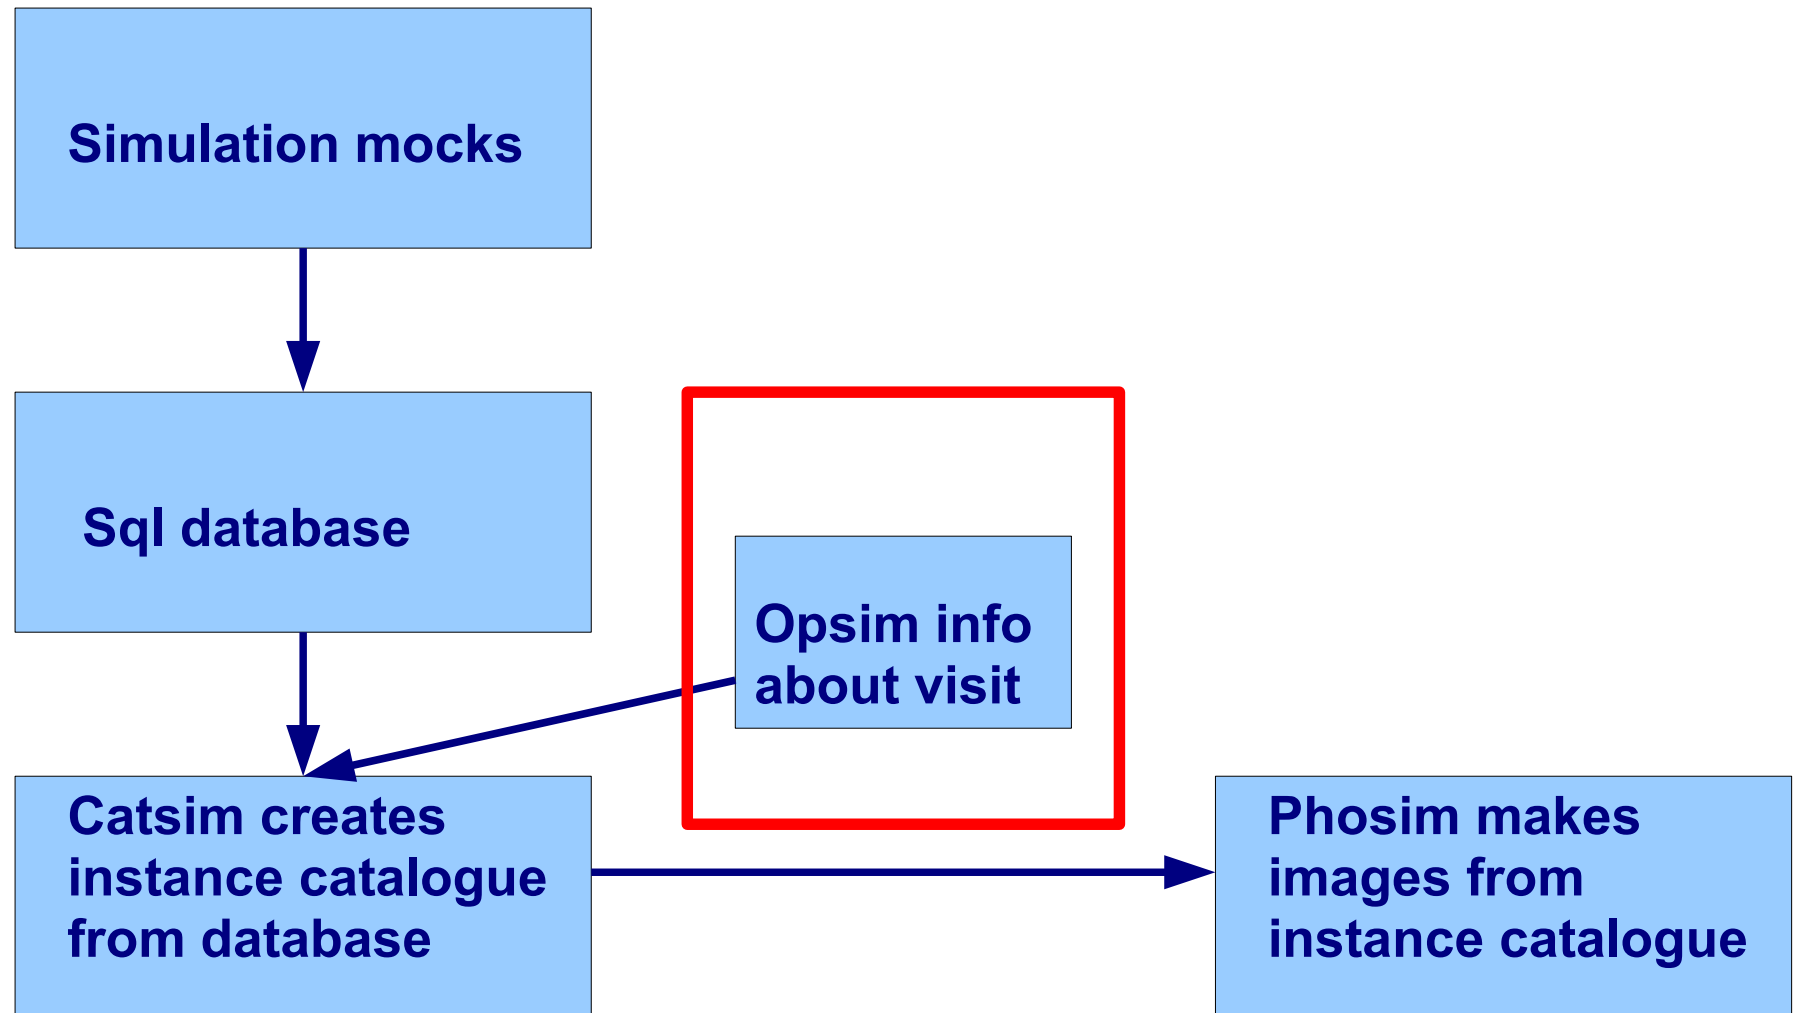 Simulation mocks
Sql database
Opsim info
about visit
Catsim creates
instance catalogue
from database
Phosim makes
images from
instance catalogue